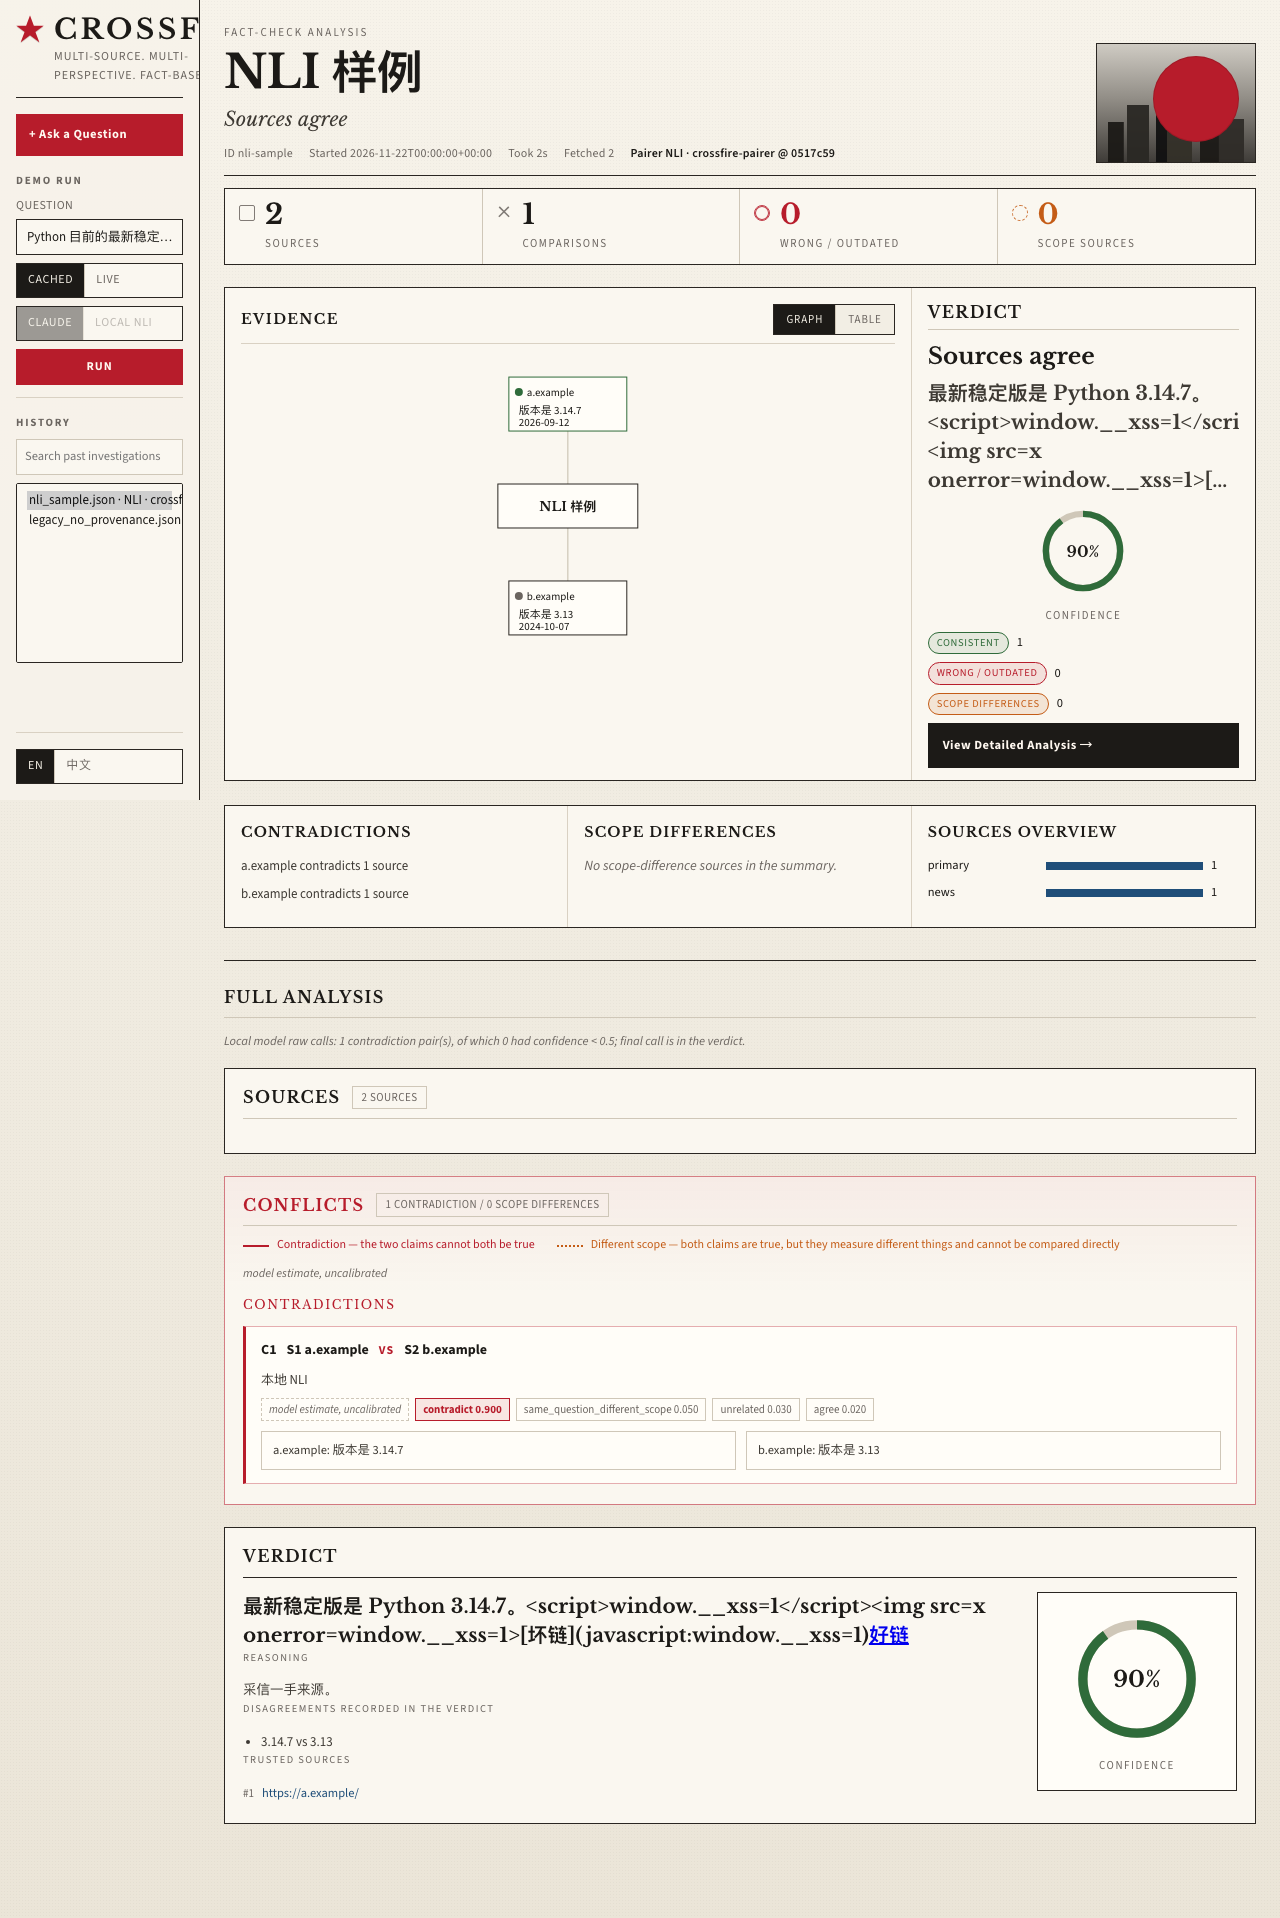 ★ CROSSF
MULTI-SOURCE. MULTI-
PERSPECTIVE. FACT-BASE
+ Ask a Question
DEMO RUN
QUESTION
Python 目前的最新稳定…
CACHED LIVE
CLAUDE LOCAL NLI
RUN
HISTORY
Search past investigations
nli_sample.json · NLI · crossf
legacy_no_provenance.json
EN 中文
FACT-CHECK ANALYSIS
NLI 样例
Sources agree
ID nli-sample Started 2026-11-22T00:00:00+00:00 Took 2s Fetched 2 Pairer NLI · crossfire-pairer @ 0517c59
2
SOURCES
1
COMPARISONS
0
WRONG / OUTDATED
0
SCOPE SOURCES
EVIDENCE
GRAPH TABLE
a.example
版本是 3.14.7
2026-09-12
NLI 样例
b.example
版本是 3.13
2024-10-07
VERDICT
Sources agree
最新稳定版是 Python 3.14.7。
<script>window.__xss=1</scri
<img src=x
onerror=window.__xss=1>[…
90%
CONFIDENCE
CONSISTENT 1
WRONG / OUTDATED 0
SCOPE DIFFERENCES 0
View Detailed Analysis →
CONTRADICTIONS
a.example contradicts 1 source
b.example contradicts 1 source
SCOPE DIFFERENCES
No scope-difference sources in the summary.
SOURCES OVERVIEW
primary 1
news 1
FULL ANALYSIS
Local model raw calls: 1 contradiction pair(s), of which 0 had confidence < 0.5; final call is in the verdict.
SOURCES 2 SOURCES
CONFLICTS 1 CONTRADICTION / 0 SCOPE DIFFERENCES
Contradiction — the two claims cannot both be true Different scope — both claims are true, but they measure different things and cannot be compared directly
model estimate, uncalibrated
CONTRADICTIONS
C1 S1 a.example VS S2 b.example
本地 NLI
model estimate, uncalibrated contradict 0.900 same_question_different_scope 0.050 unrelated 0.030 agree 0.020
a.example: 版本是 3.14.7 b.example: 版本是 3.13
VERDICT
最新稳定版是 Python 3.14.7。<script>window.__xss=1</script><img src=x
onerror=window.__xss=1>[坏链](javascript:window.__xss=1)好链
REASONING
采信一手来源。
DISAGREEMENTS RECORDED IN THE VERDICT
• 3.14.7 vs 3.13
TRUSTED SOURCES
#1 https://a.example/
90%
CONFIDENCE